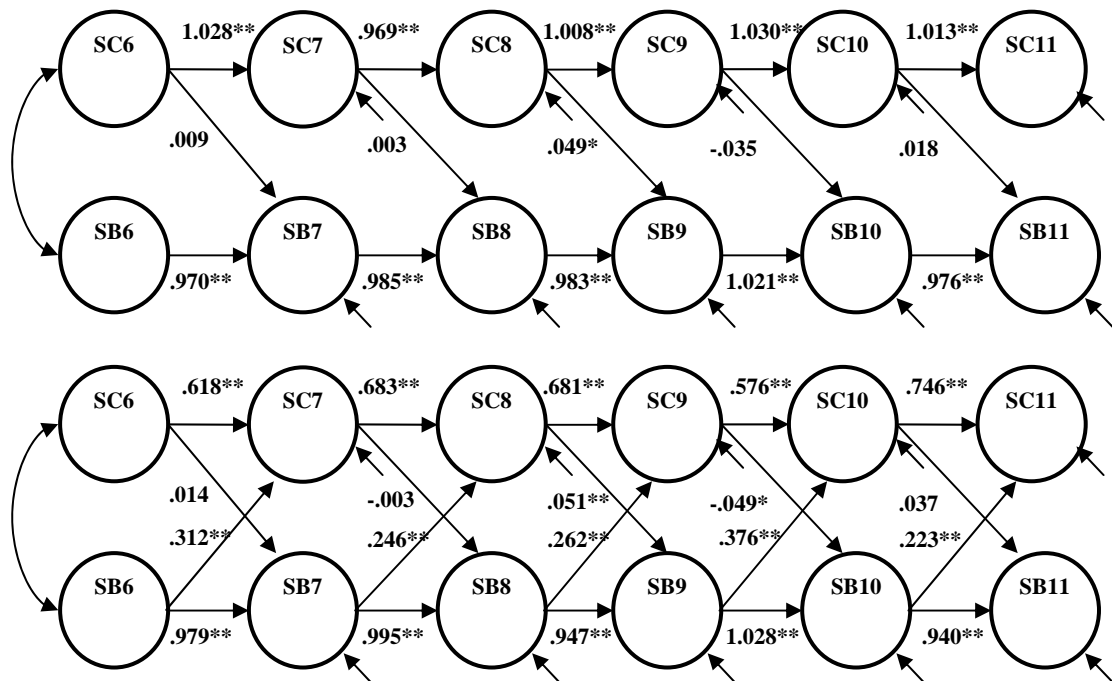 SC6 1.028** SC7 .969** SC8 1.008** SC9 1.030** SC10 1.013** SC11
.009 .003 .049* -.035 .018
SB6 SB7 SB8 SB9 SB10 SB11
.970** .985** .983** 1.021** .976**
SC6 .618** SC7 .683** SC8 .681** SC9 .576** SC10 .746** SC11
.014 -.003 .051** -.049* .037
.312** .246** .262** .376** .223**
SB6 SB7 SB8 SB9 SB10 SB11
.979** .995** .947** 1.028** .940**